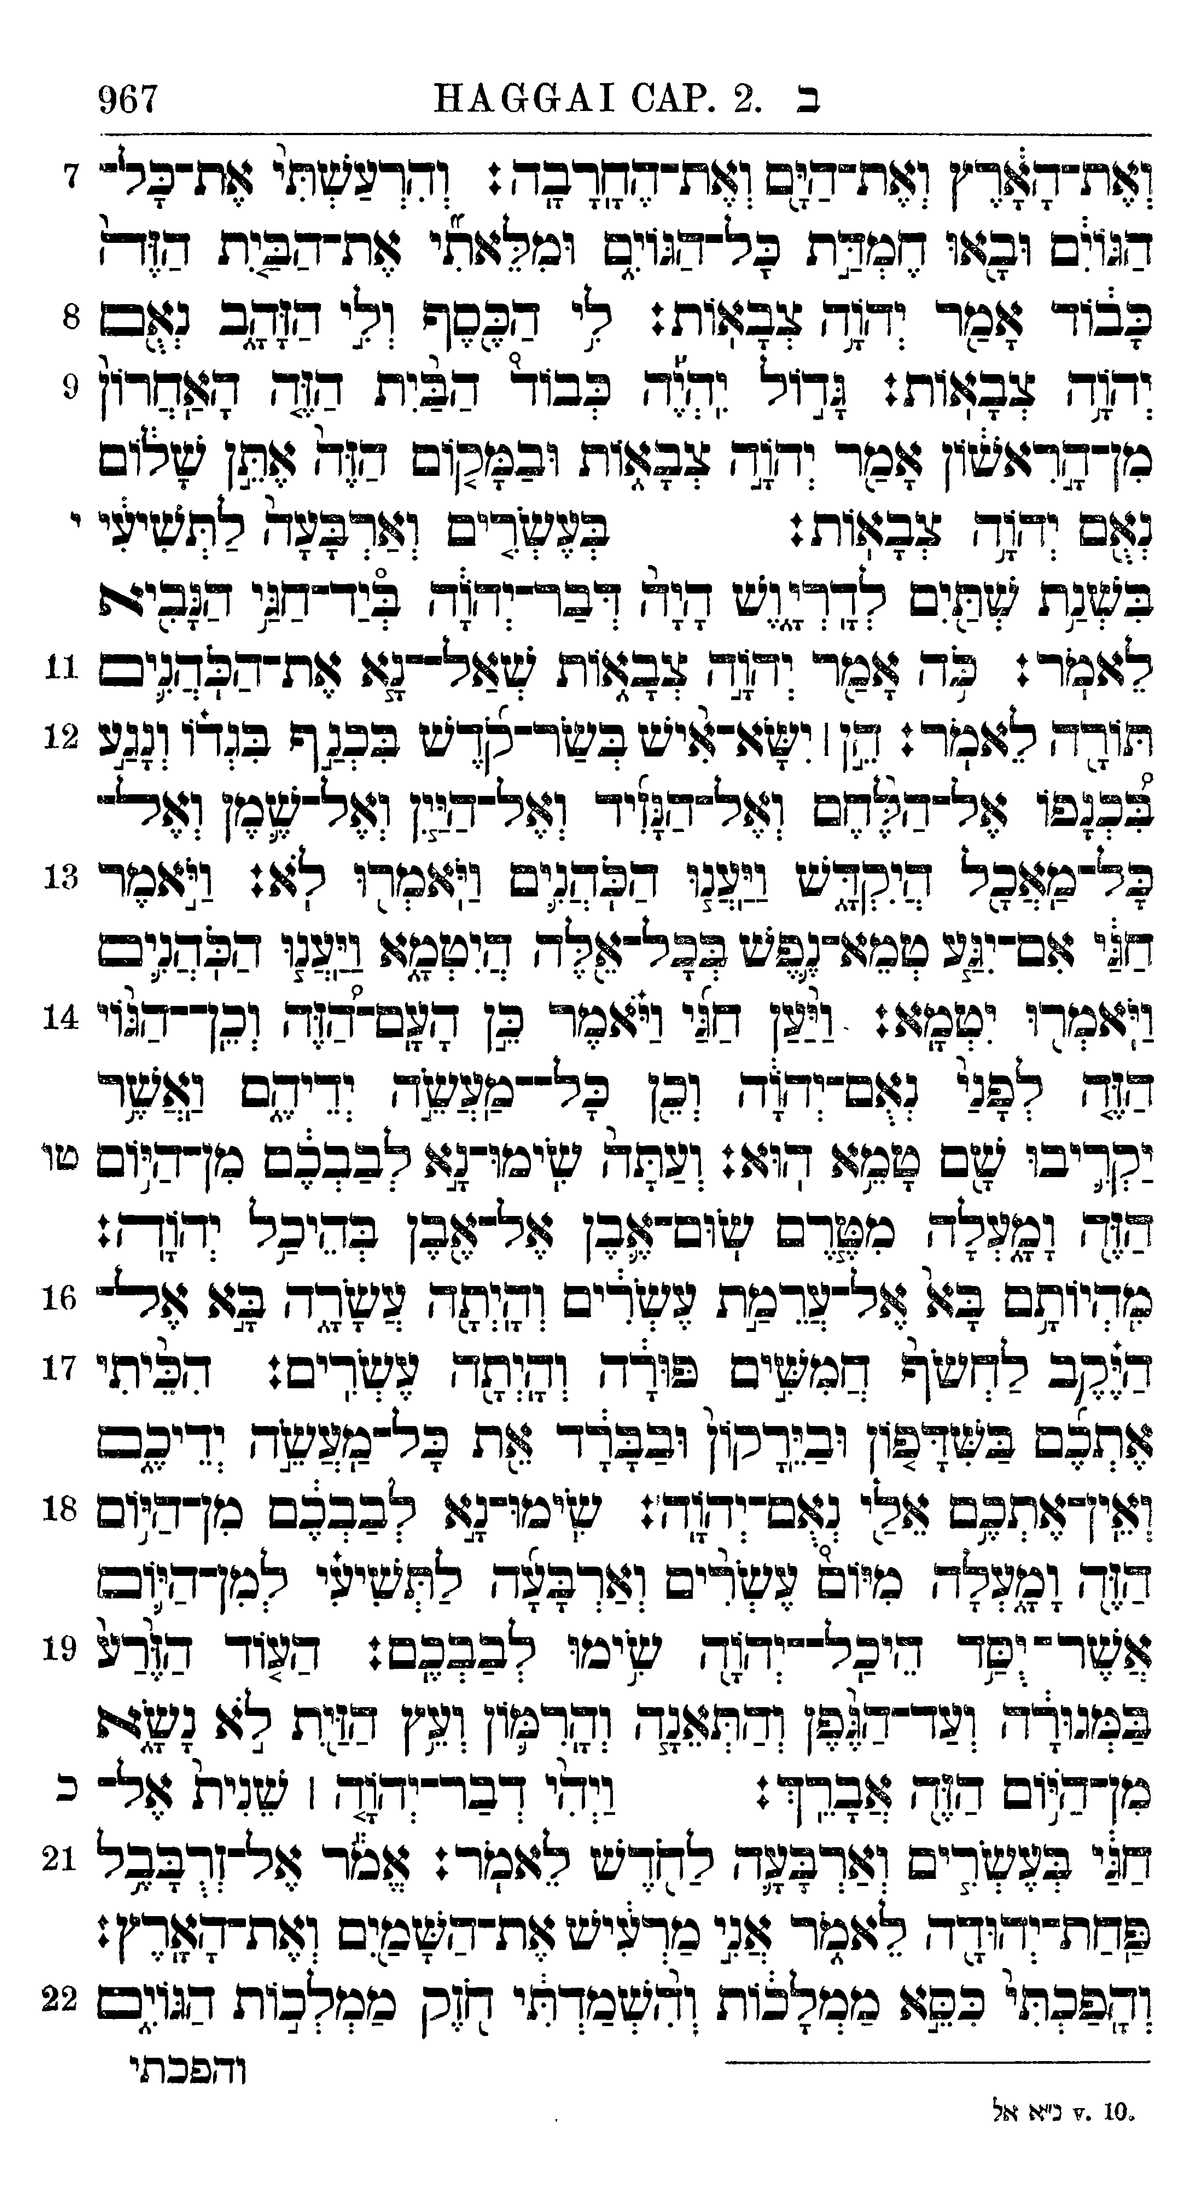 967 HAGGAI CAP. 2. ב
7 וְאֶת־הָאָ֔רֶץ וְאֶת־הַיָּ֖ם וְאֶת־הֶחָרָבָֽה׃ וְהִרְעַשְׁתִּי֙ אֶת־כָּל־
הַגּוֹיִ֔ם וּבָ֖אוּ חֶמְדַּ֣ת כָּל־הַגּוֹיִ֑ם וּמִלֵּאתִ֞י אֶת־הַבַּ֤יִת הַזֶּה֙
8 כָּב֔וֹד אָמַ֖ר יְהוָֹ֥ה צְבָאֽוֹת׃ לִ֥י הַכֶּ֖סֶף וְלִ֣י הַזָּהָ֑ב נְאֻ֖ם
9 יְהוָֹ֥ה צְבָאֽוֹת׃ גָּד֣וֹל יִֽהְיֶ֡ה כְּבוֹד֩ הַבַּ֨יִת הַזֶּ֤ה הָאַֽחֲרוֹן֙
מִן־הָ֣רִאשׁ֔וֹן אָמַ֖ר יְהוָֹ֣ה צְבָא֑וֹת וּבַמָּק֤וֹם הַזֶּה֙ אֶתֵּ֣ן שָׁל֔וֹם
י נְאֻ֖ם יְהוָֹ֥ה צְבָאֽוֹת׃ בְּעֶשְׂרִ֤ים וְאַרְבָּעָה֙ לַתְּשִׁיעִ֔י
בִּשְׁנַ֥ת שְׁתַּ֖יִם לְדָֽרְיָ֑וֶשׁ הָיָה֙ דְּבַר־יְהוָֹ֔ה בְּיַד־חַגַּ֥י הַנָּבִ֖יא
11 לֵאמֹֽר׃ כֹּ֥ה אָמַ֖ר יְהוָֹ֣ה צְבָא֑וֹת שְׁאַל־נָ֧א אֶת־הַכֹּֽהֲנִ֛ים
12 תּוֹרָ֖ה לֵאמֹֽר׃ הֵ֣ן ׀ יִשָּׂא־אִ֨ישׁ בְּשַׂר־קֹ֜דֶשׁ בִּכְנַ֣ף בִּגְד֗וֹ וְנָגַ֣ע
בִּ֠כְנָפוֹ אֶל־הַלֶּ֨חֶם וְאֶל־הַנָּזִ֜יד וְאֶל־הַיַּ֧יִן וְאֶל־שֶׁ֛מֶן וְאֶל־
13 כָּל־מַֽאֲכָ֖ל הֲיִקְדָּ֑שׁ וַיַּֽעֲנ֧וּ הַכֹּֽהֲנִ֛ים וַיֹּֽאמְר֖וּ לֹֽא׃ וַיֹּ֣אמֶר
חַגַּ֔י אִם־יִגַּ֧ע טְמֵא־נֶ֛פֶשׁ בְּכָל־אֵ֖לֶּה הֲיִטְמָ֑א וַיַּֽעֲנ֧וּ הַכֹּֽהֲנִ֛ים
14 וַיֹּֽאמְר֖וּ יִטְמָֽא׃ וַיַּ֨עַן חַגַּ֜י וַיֹּ֗אמֶר כֵּ֣ן הָֽעָם־הַ֠זֶּה וְכֵֽן־הַגּ֨וֹי
הַזֶּ֤ה לְפָנַי֙ נְאֻם־יְהוָֹ֔ה וְכֵ֖ן כָּל־מַֽעֲשֵׂ֣ה יְדֵיהֶ֑ם וַֽאֲשֶׁ֥ר
טו יַקְרִ֛יבוּ שָׁ֖ם טָמֵ֥א הֽוּא׃ וְעַתָּה֙ שִֽׂימוּ־נָ֣א לְבַבְכֶ֔ם מִן־הַיּ֥וֹם
הַזֶּ֖ה וָמָ֑עְלָה מִטֶּ֧רֶם שֽׂוּם־אֶ֛בֶן אֶל־אֶ֖בֶן בְּהֵיכַ֥ל יְהוָֹֽה׃
16 מִֽהְיוֹתָ֥ם בָּא֙ אֶל־עֲרֵמַ֣ת עֶשְׂרִ֔ים וְהָֽיְתָ֖ה עֲשָׂרָ֑ה בָּ֣א אֶל־
17 הַיֶּ֗קֶב לַחְשֹׂף֙ חֲמִשִּׁ֣ים פּוּרָ֔ה וְהָֽיְתָ֖ה עֶשְׂרִֽים׃ הִכֵּ֨יתִי
אֶתְכֶ֜ם בַּשִּׁדָּפ֤וֹן וּבַיֵּֽרָקוֹן֙ וּבַבָּרָ֔ד אֵ֖ת כָּל־מַֽעֲשֵׂ֣ה יְדֵיכֶ֑ם
18 וְאֵֽין־אֶתְכֶ֥ם אֵלַ֖י נְאֻם־יְהוָֹֽה׃ שִֽׂימוּ־נָ֣א לְבַבְכֶ֔ם מִן־הַיּ֥וֹם
הַזֶּ֖ה וָמָ֑עְלָה מִיּוֹם֩ עֶשְׂרִ֨ים וְאַרְבָּעָ֜ה לַתְּשִׁיעִ֗י לְמִן־הַיּ֛וֹם
19 אֲשֶׁר־יֻסַּ֥ד הֵיכַֽל־יְהוָֹ֖ה שִׂ֥ימוּ לְבַבְכֶֽם׃ הַע֤וֹד הַזֶּ֨רַע֙
בַּמְּגוּרָ֔ה וְעַד־הַגֶּ֨פֶן וְהַתְּאֵנָ֧ה וְהָֽרִמּ֛וֹן וְעֵ֥ץ הַזַּ֖יִת לֹ֣א נָשָׂ֑א
כ מִן־הַיּ֥וֹם הַזֶּ֖ה אֲבָרֵֽךְ׃ וַיְהִ֨י דְבַר־יְהוָֹ֤ה ׀ שֵׁנִית֙ אֶל־
21 חַגַּ֔י בְּעֶשְׂרִ֧ים וְאַרְבָּעָ֛ה לַחֹ֖דֶשׁ לֵאמֹֽר׃ אֱמֹ֕ר אֶל־זְרֻבָּבֶ֥ל
פַּֽחַת־יְהוּדָ֖ה לֵאמֹ֑ר אֲנִ֣י מַרְעִ֔ישׁ אֶת־הַשָּׁמַ֖יִם וְאֶת־הָאָֽרֶץ׃
22 וְהָֽפַכְתִּי֙ כִּסֵּ֣א מַמְלָכ֔וֹת וְהִ֨שְׁמַדְתִּ֔י חֹ֖זֶק מַמְלְכ֣וֹת הַגּוֹיִ֑ם
והפכתי
v. 10. כ״א אל